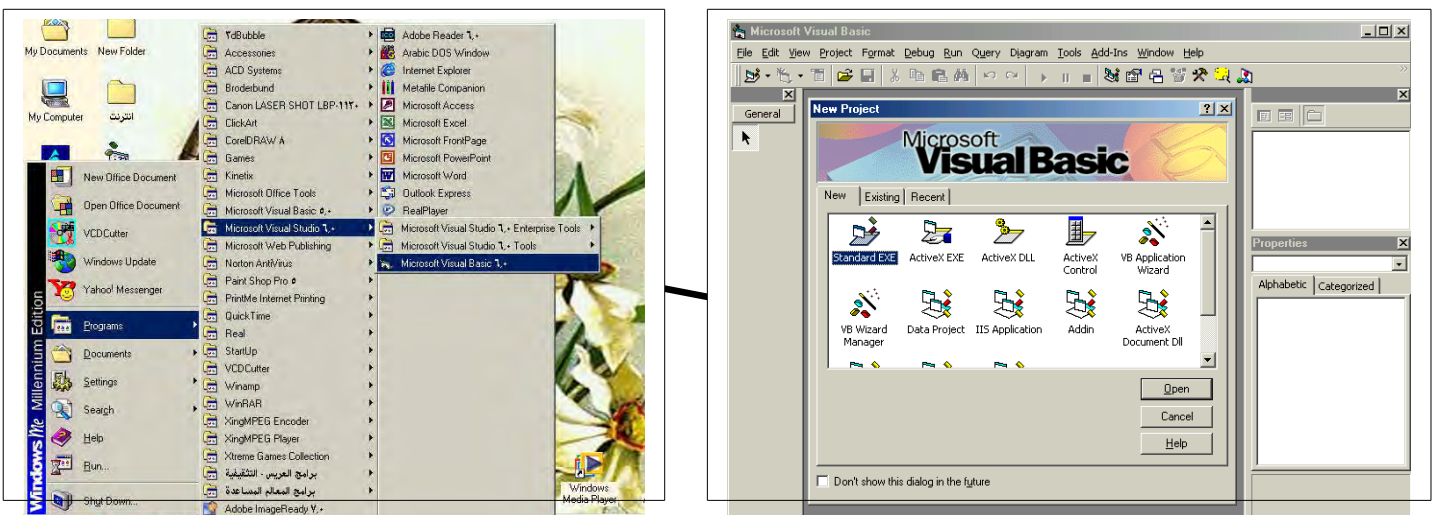 My Documents
New Folder
My Computer
انترنت
Windows Me Millennium Edition
New Office Document
Open Office Document
VCDCutter
Windows Update
Yahoo! Messenger
Programs
Documents
Settings
Search
Help
Run...
Shut Down...
٣dBubble
Accessories
ACD Systems
Broderbund
Canon LASER SHOT LBP-١١٢٠
ClickArt
CorelDRAW ٨
Games
Kinetix
Microsoft Office Tools
Microsoft Visual Basic ٥,٠
Microsoft Visual Studio ٦,٠
Microsoft Web Publishing
Norton AntiVirus
Paint Shop Pro ٥
PrintMe Internet Printing
QuickTime
Real
StartUp
VCDCutter
Winamp
WinRAR
XingMPEG Encoder
XingMPEG Player
Xtreme Games Collection
برامج العريس - التثقيفية
برامج المعالم المساعدة
Adobe ImageReady ٧,٠
Adobe Reader ٦,٠
Arabic DOS Window
Internet Explorer
Metafile Companion
Microsoft Access
Microsoft Excel
Microsoft FrontPage
Microsoft PowerPoint
Microsoft Word
Outlook Express
RealPlayer
Microsoft Visual Studio ٦,٠ Enterprise Tools
Microsoft Visual Studio ٦,٠ Tools
Microsoft Visual Basic ٦,٠
Windows
Media Player
Microsoft Visual Basic
File Edit View Project Format Debug Run Query Diagram Tools Add-Ins Window Help
General
New Project
Microsoft
Visual Basic
New Existing Recent
Standard EXE
ActiveX EXE
ActiveX DLL
ActiveX
Control
VB Application
Wizard
VB Wizard
Manager
Data Project
IIS Application
Addin
ActiveX
Document Dll
Open
Cancel
Help
Don't show this dialog in the future
Properties
Alphabetic Categorized